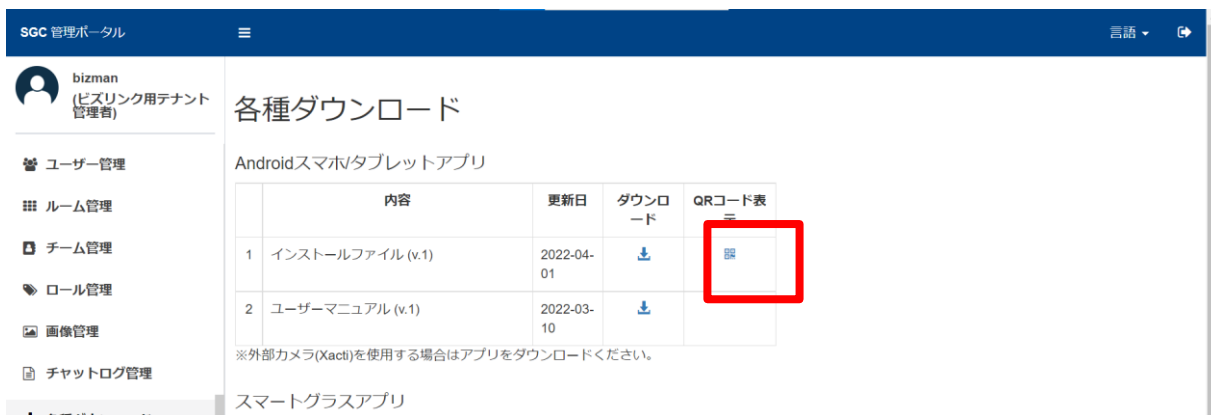 SGC 管理ポータル
言語
bizman
(ビズリンク用テナント
管理者)
各種ダウンロード
ユーザー管理
ルーム管理
チーム管理
ロール管理
画像管理
チャットログ管理
Androidスマホ/タブレットアプリ
内容 更新日 ダウンロ QRコード表
ード
1 インストールファイル (v.1) 2022-04-
01
2 ユーザーマニュアル (v.1) 2022-03-
10
※外部カメラ(Xacti)を使用する場合はアプリをダウンロードください。
スマートグラスアプリ